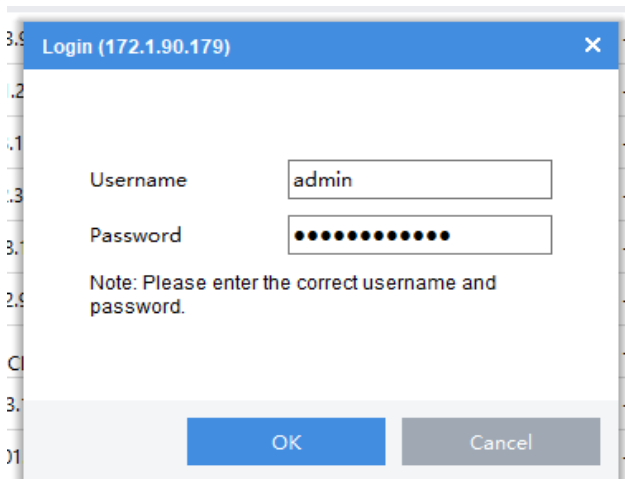 Login (172.1.90.179)
Username
admin
Password
●●●●●●●●●●●●
Note: Please enter the correct username and
password.
OK
Cancel